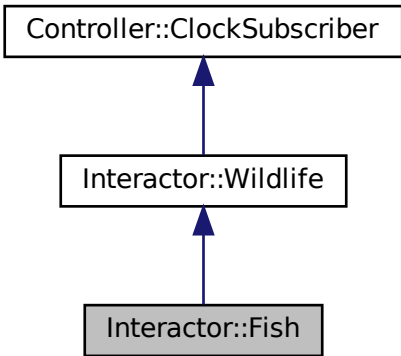 Controller::ClockSubscriber
Interactor::Wildlife
Interactor::Fish